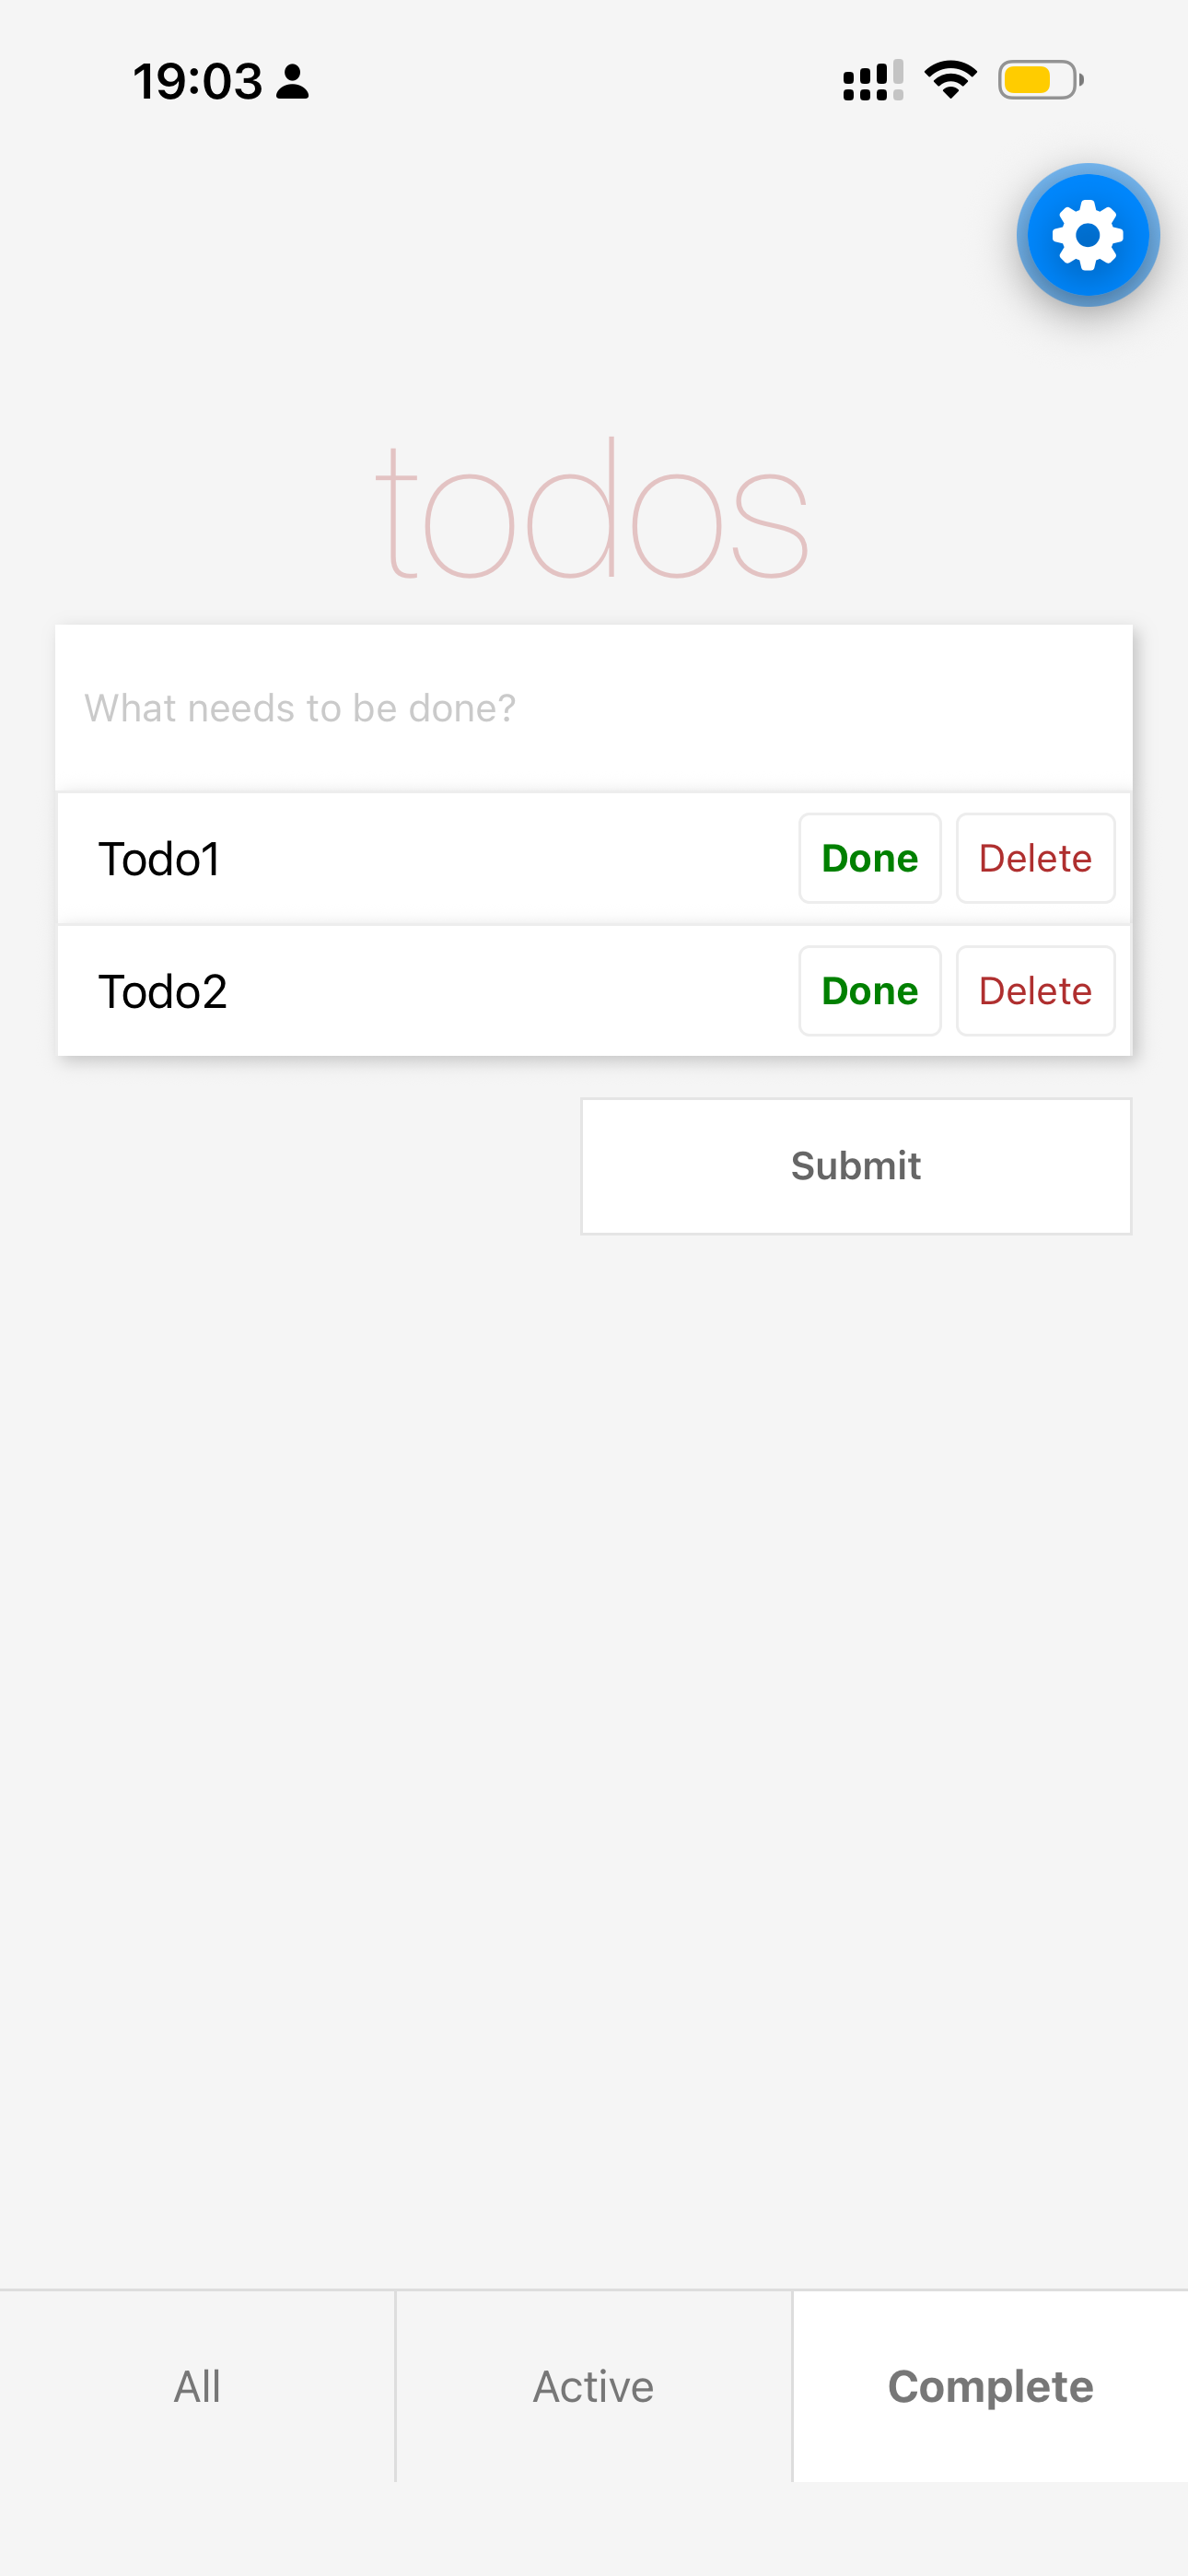 19:03
todos
What needs to be done?
Todo1 Done Delete
Todo2 Done Delete
Submit
All Active Complete